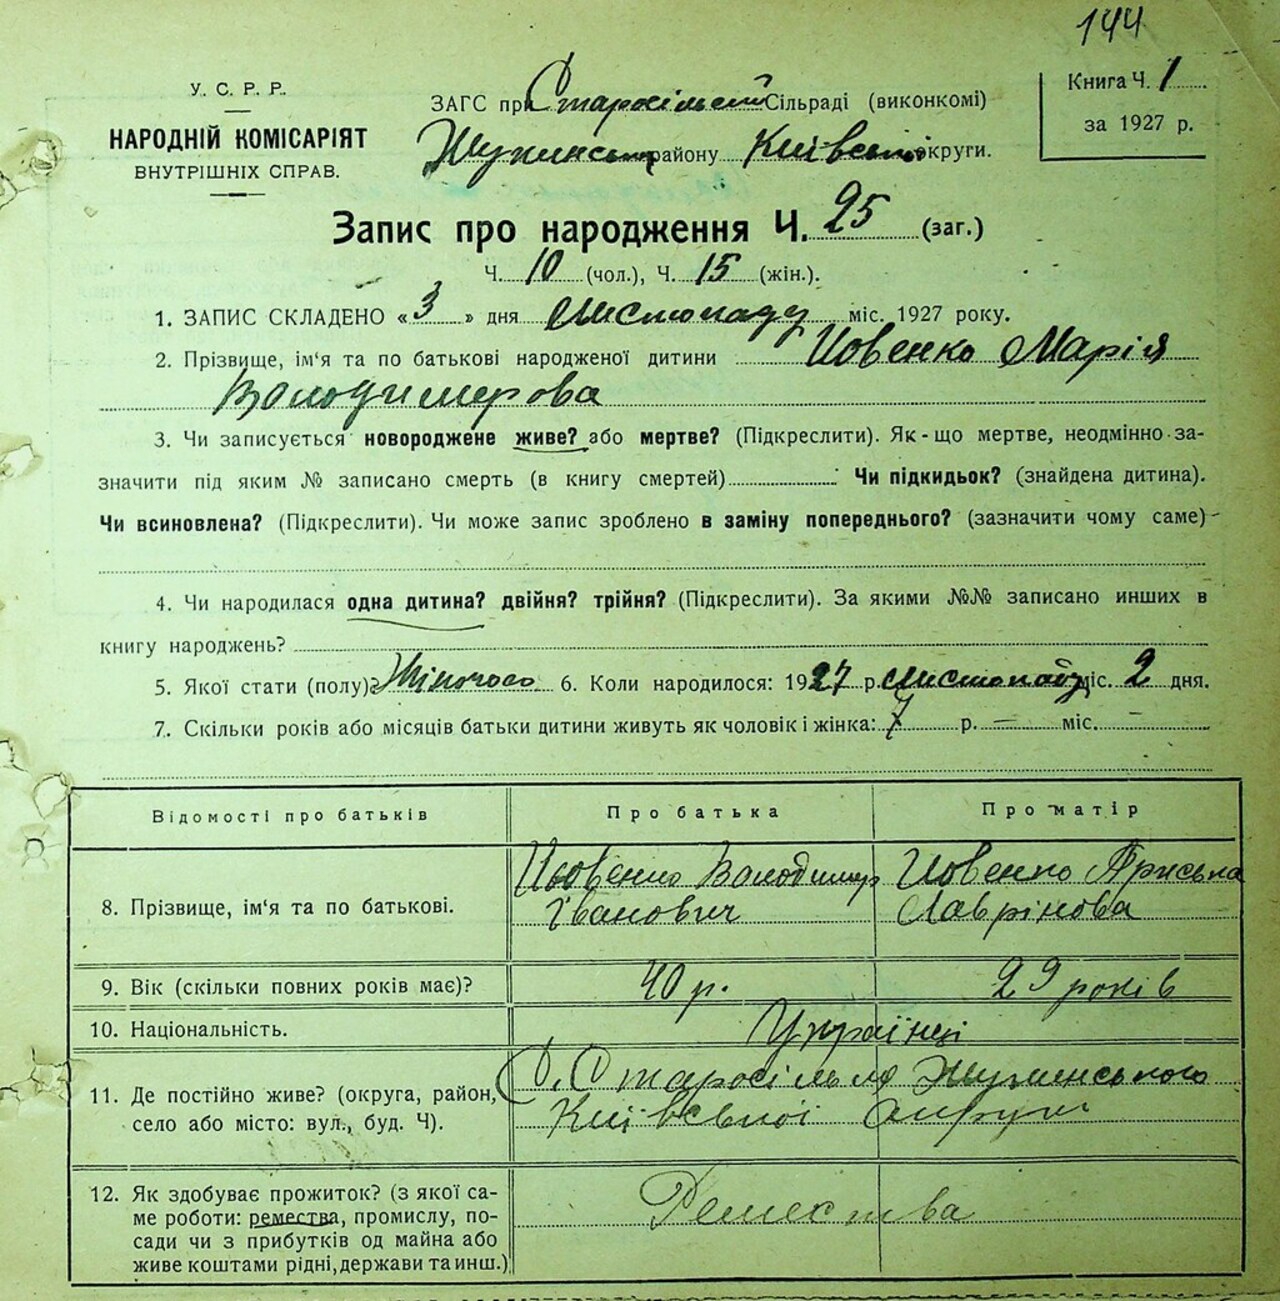 144
У. С. Р. Р.
НАРОДНІЙ КОМІСАРІЯТ
ВНУТРІШНІХ СПРАВ.
ЗАГС при Старосільскій Сільраді (виконкомі)
району Київської округи.
Книга Ч. 1
за 1927 р.
Запис про народження Ч. 25 (заг.)
Ч. 10 (чол.), Ч. 15 (жін.).
1. ЗАПИС СКЛАДЕНО « 3 » дня Листопаду міс. 1927 року.
2. Прізвище, ім'я та по батькові народженої дитини Йовенко Марія
Володимерова
3. Чи записується новороджене живе? або мертве? (Підкреслити). Як-що мертве, неодмінно за-
значити під яким № записано смерть (в книгу смертей) Чи підкидьок? (знайдена дитина).
Чи всиновлена? (Підкреслити). Чи може запис зроблено в заміну попереднього? (зазначити чому саме)
4. Чи народилася одна дитина? двійня? трійня? (Підкреслити). За якими №№ записано инших в
книгу народжень?
5. Якої стати (полу)? Жіночого 6. Коли народилося: 1927 р. Листопаду міс. 2 дня.
7. Скільки років або місяців батьки дитини живуть як чоловік і жінка: 7 р. — міс. —
Відомості про батьків Про батька Про матір
8. Прізвище, ім'я та по батькові.
Йовенко Володимир
Іванович
Йовенко Приська
Лаврінова
9. Вік (скільки повних років має)? 40 р. 29 років
10. Національність. Українці
11. Де постійно живе? (округа, район,
село або місто: вул., буд. Ч).
С. Старосілля
Київської округи
12. Як здобуває прожиток? (з якої са-
ме роботи: ремества, промислу, по-
сади чи з прибутків од майна або
живе коштами рідні, держави та инш.)
Ремества